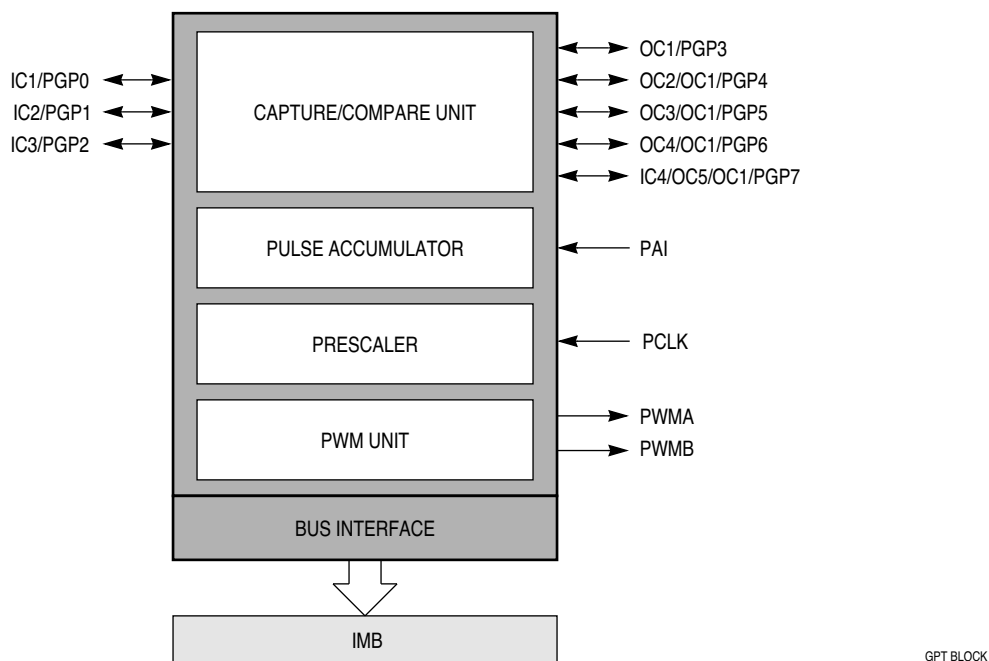 OC1/PGP3
IC1/PGP0
OC2/OC1/PGP4
IC2/PGP1
CAPTURE/COMPARE UNIT
OC3/OC1/PGP5
IC3/PGP2
OC4/OC1/PGP6
IC4/OC5/OC1/PGP7
PULSE ACCUMULATOR
PAI
PRESCALER
PCLK
PWM UNIT
PWMA
PWMB
BUS INTERFACE
IMB
GPT BLOCK